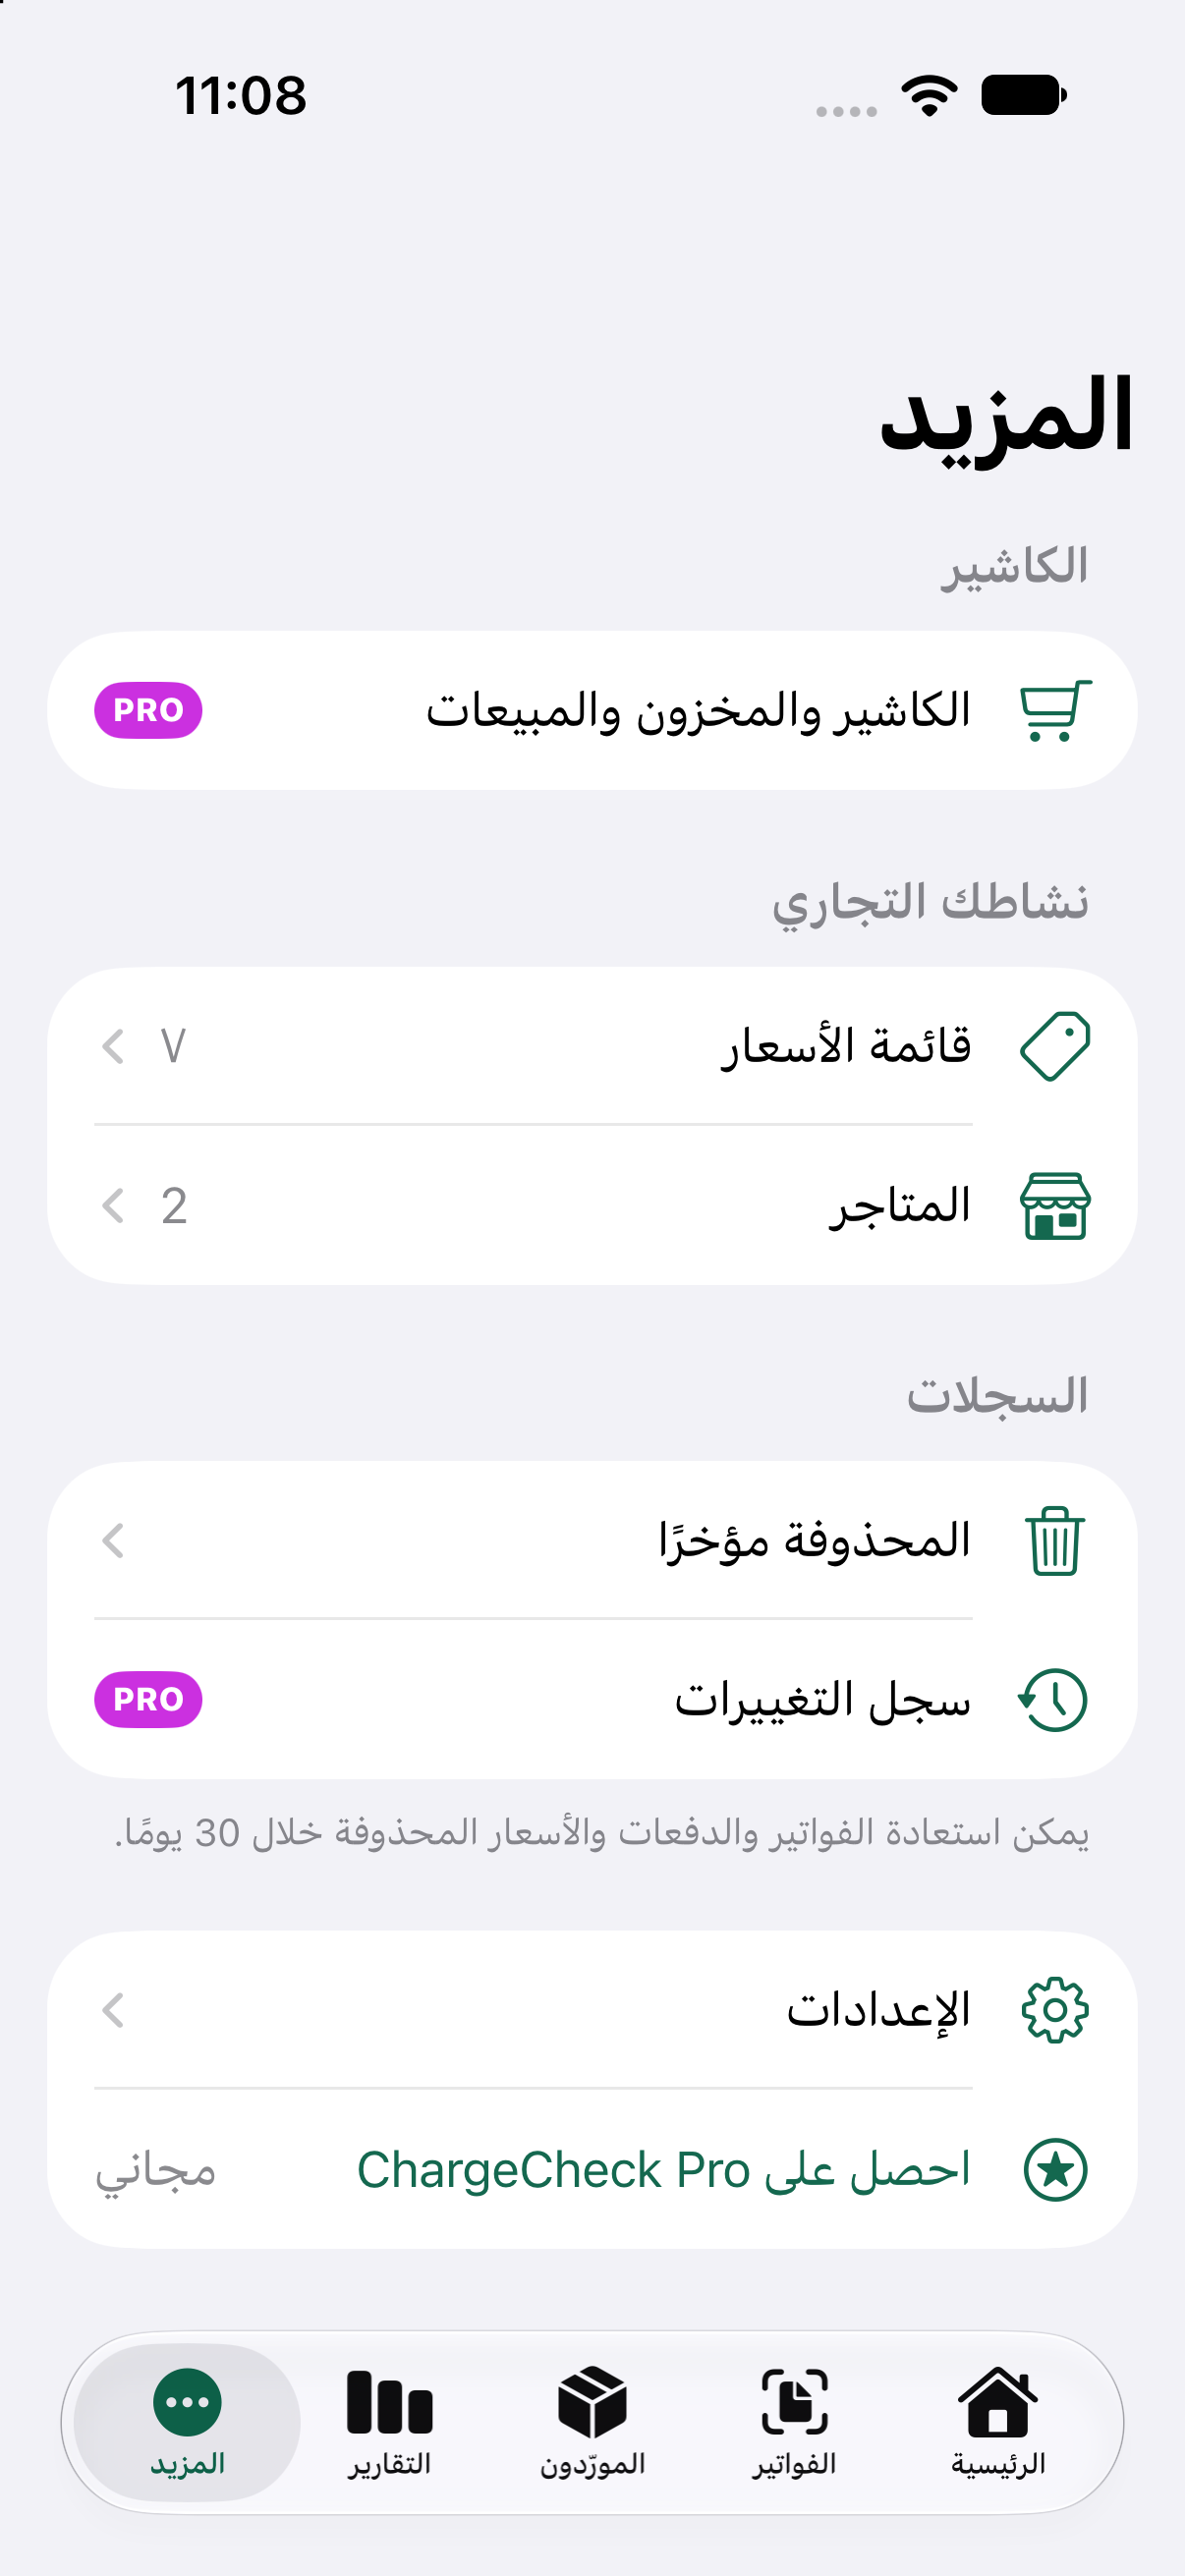 11:08
المزيد
الكاشير
الكاشير والمخزون والمبيعات PRO
نشاطك التجاري
قائمة الأسعار ٧
المتاجر 2
السجلات
المحذوفة مؤخرًا
سجل التغييرات PRO
يمكن استعادة الفواتير والدفعات والأسعار المحذوفة خلال 30 يومًا.
الإعدادات
احصل على ChargeCheck Pro مجاني
الرئيسية الفواتير المورّدون التقارير المزيد